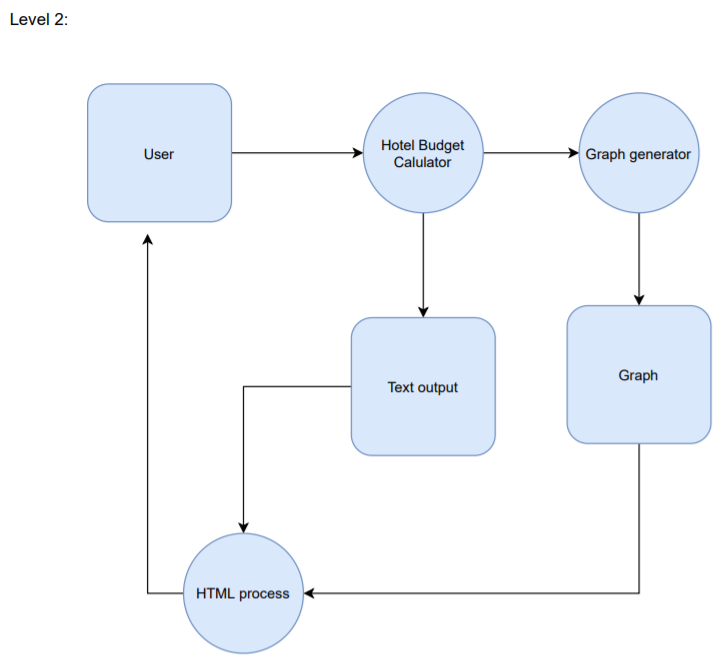 Level 2:
User
Hotel Budget
Calulator
Graph generator
Text output
Graph
HTML process